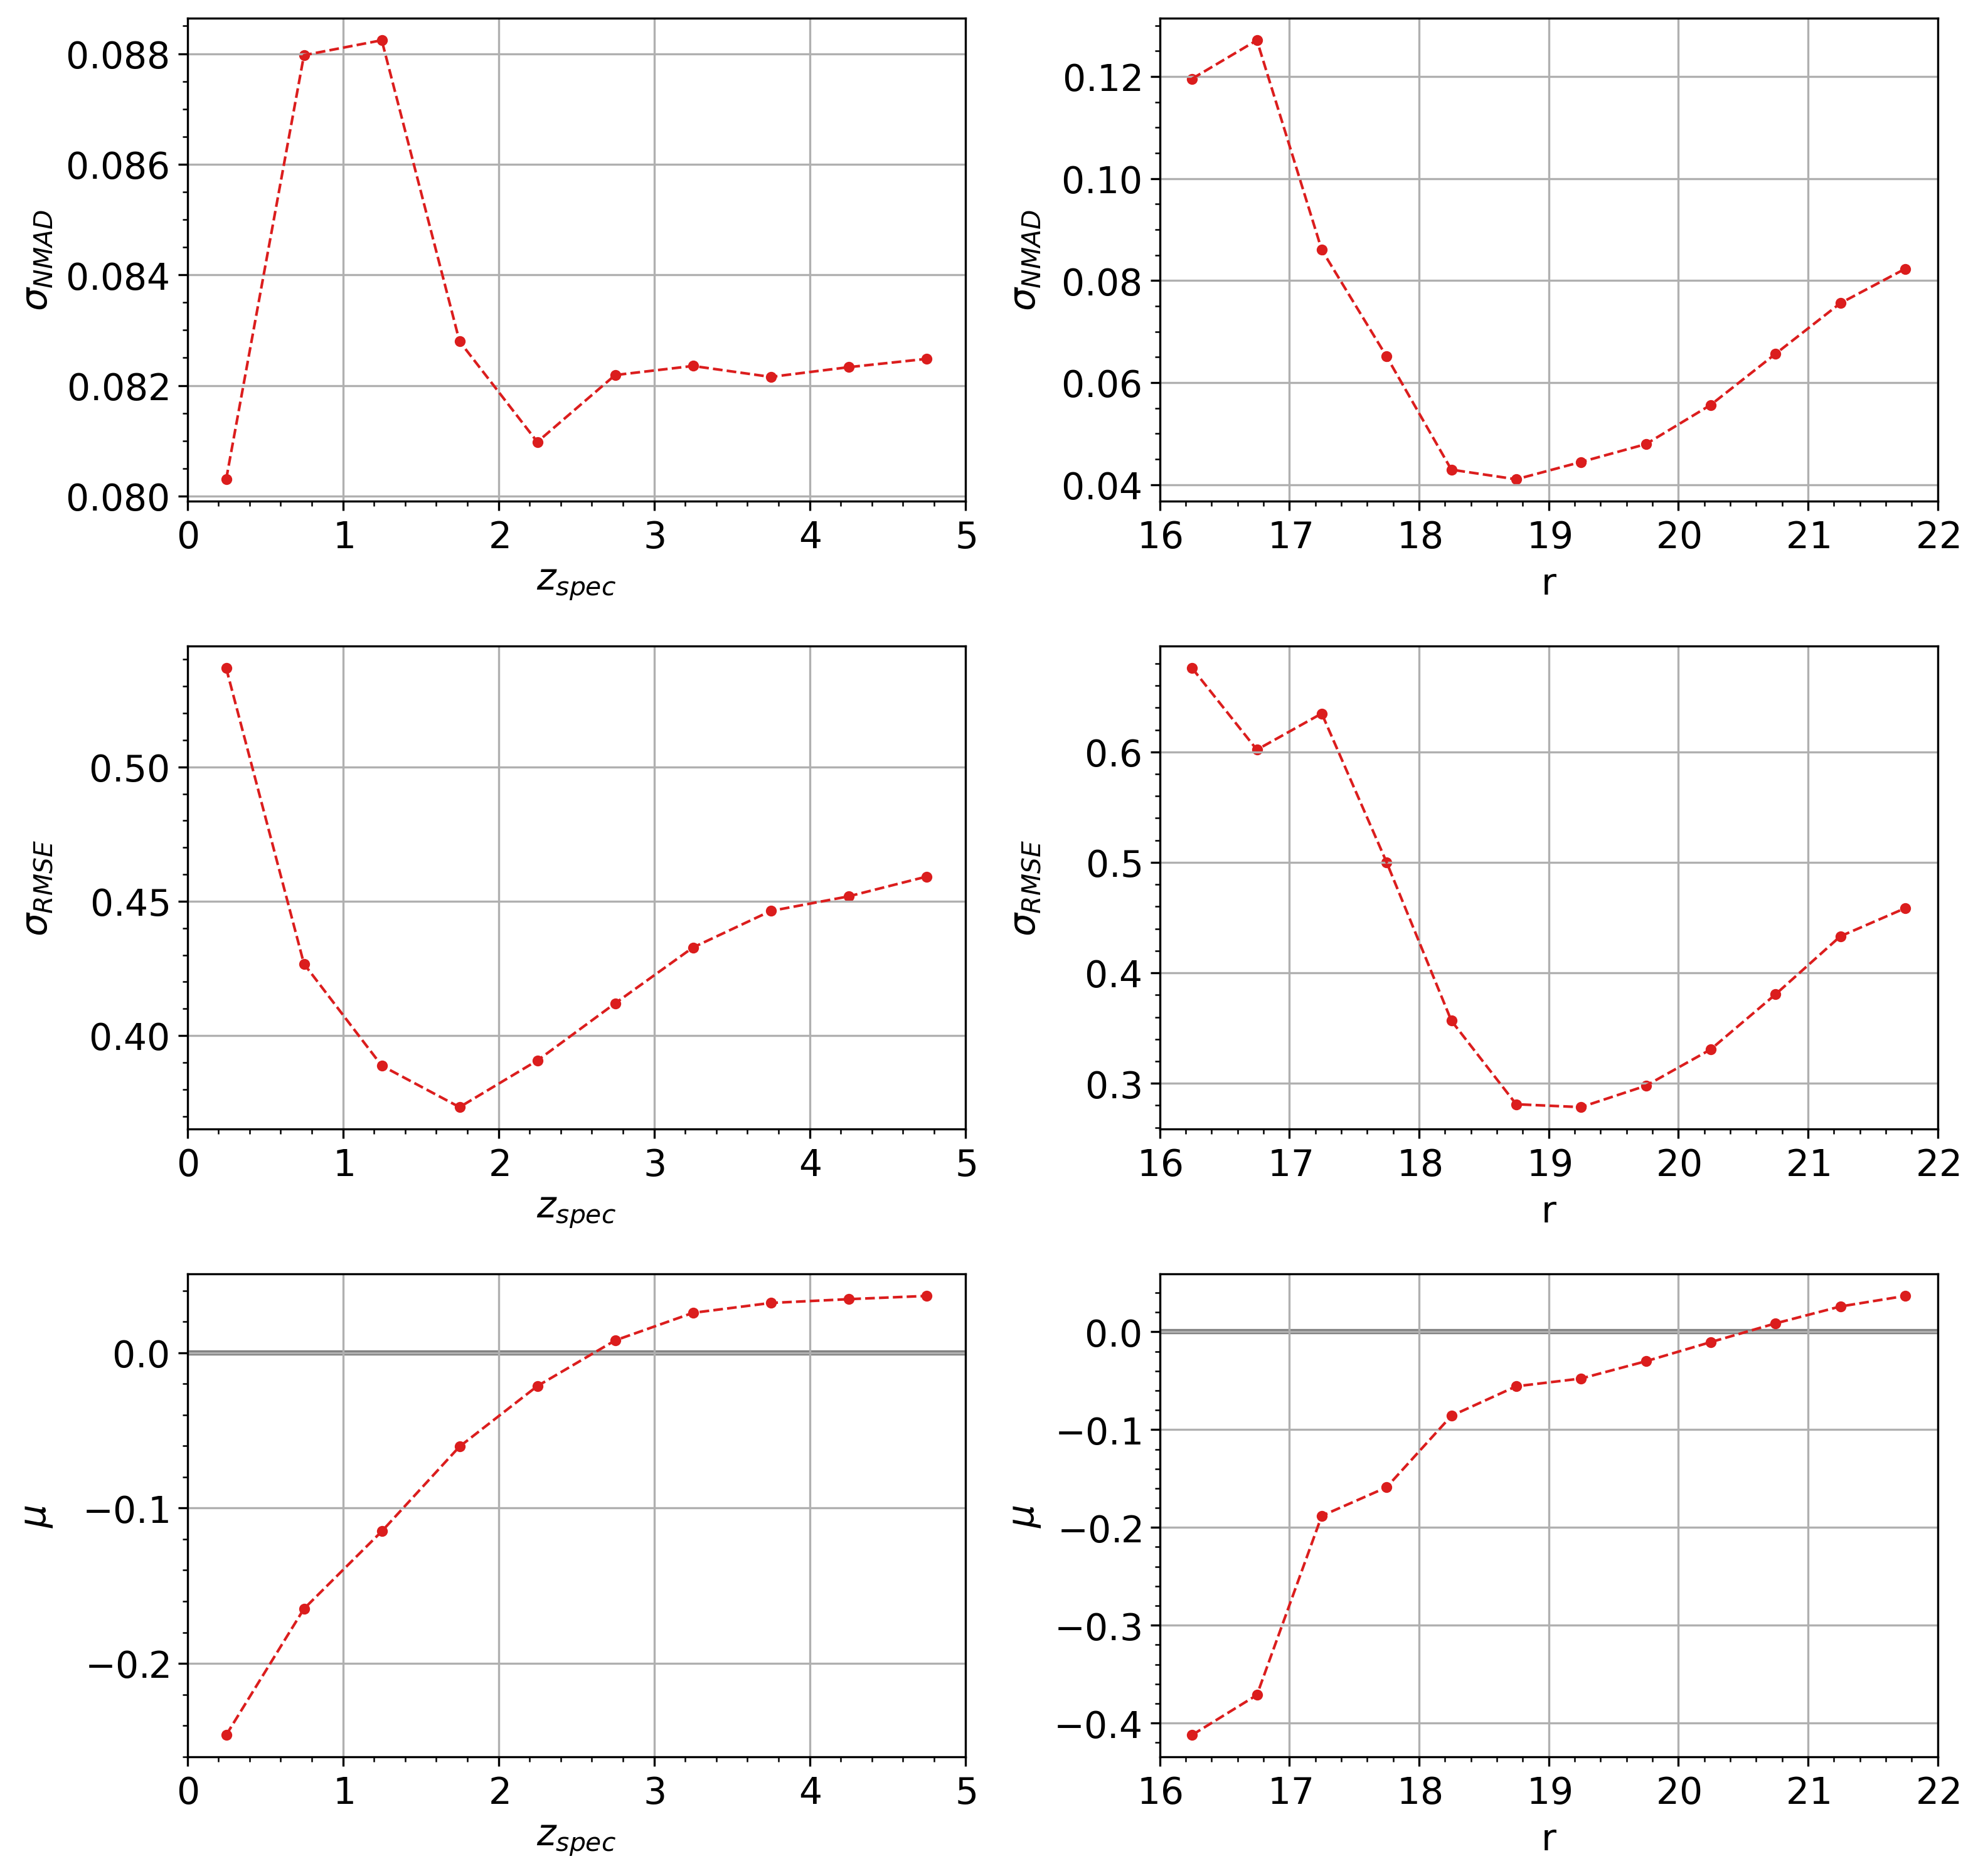 0.088
0.086
0.084
0.082
0.080
σNMAD
0 1 2 3 4 5
zspec
0.12
0.10
0.08
0.06
0.04
σNMAD
16 17 18 19 20 21 22
r
0.50
0.45
0.40
σRMSE
0 1 2 3 4 5
zspec
0.6
0.5
0.4
0.3
σRMSE
16 17 18 19 20 21 22
r
0.0
−0.1
−0.2
μ
0 1 2 3 4 5
zspec
0.0
−0.1
−0.2
−0.3
−0.4
μ
16 17 18 19 20 21 22
r